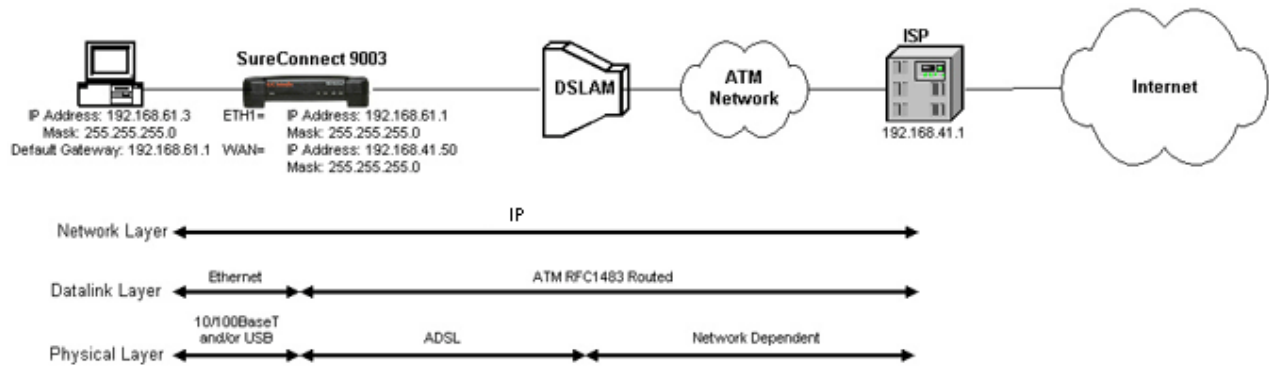 ISP
SureConnect 9003
DSLAM
ATM
Network
Internet
192.168.41.1
IP Address: 192.168.61.3
Mask: 255.255.255.0
Default Gateway: 192.168.61.1
ETH1= IP Address: 192.168.61.1
Mask: 255.255.255.0
WAN= IP Address: 192.168.41.50
Mask: 255.255.255.0
IP
Network Layer
Ethernet
ATM RFC1483 Routed
Datalink Layer
10/100BaseT
and/or USB
ADSL
Network Dependent
Physical Layer